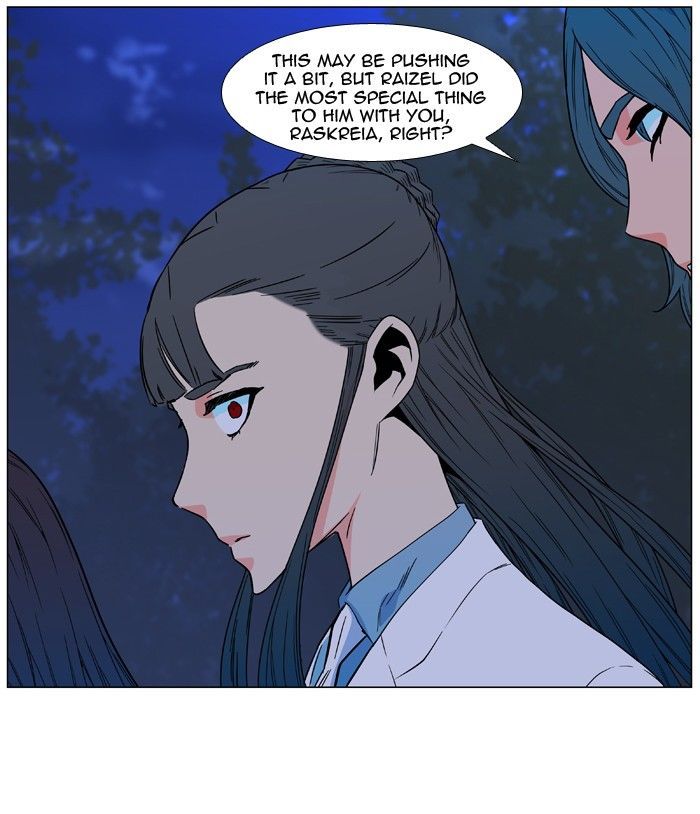 THIS MAY BE PUSHING
IT A BIT, BUT RAIZEL DID
THE MOST SPECIAL THING
TO HIM WITH YOU,
RASKREIA, RIGHT?